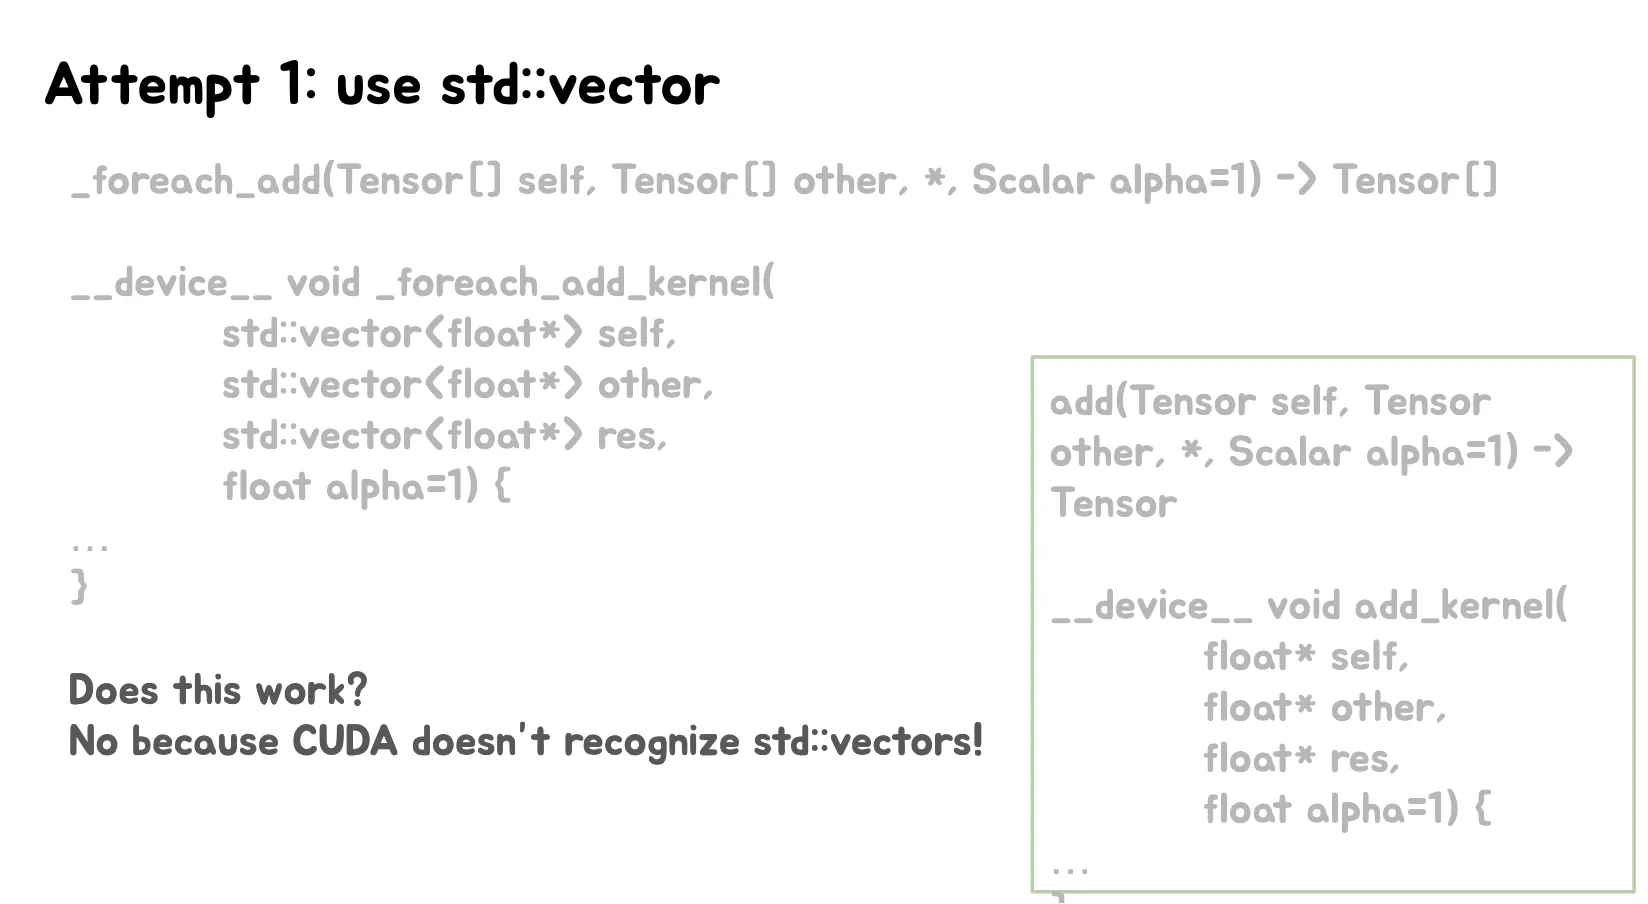 Attempt 1: use std::vector
_foreach_add(Tensor[] self, Tensor[] other, *, Scalar alpha=1) -> Tensor[]
__device__ void _foreach_add_kernel(
std::vector<float*> self,
std::vector<float*> other,
std::vector<float*> res,
float alpha=1) {
...
}
Does this work?
No because CUDA doesn't recognize std::vectors!
add(Tensor self, Tensor
other, *, Scalar alpha=1) ->
Tensor
__device__ void add_kernel(
float* self,
float* other,
float* res,
float alpha=1) {
...